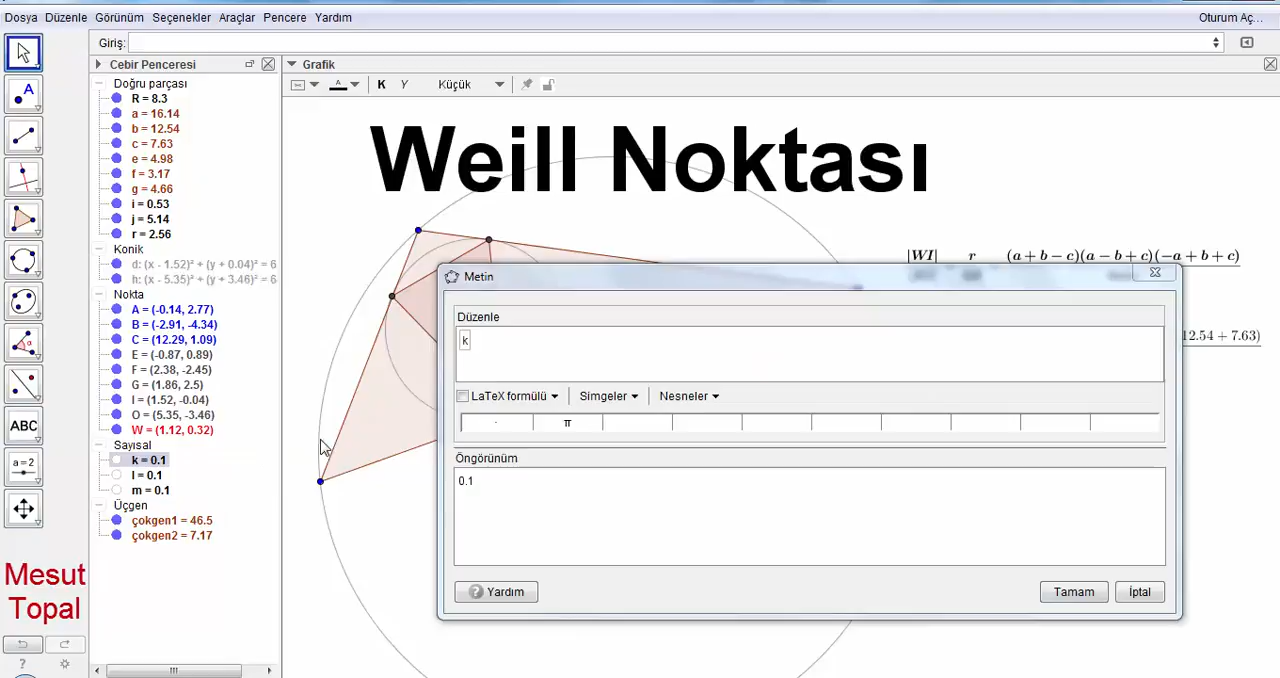 Dosya Düzenle Görünüm Seçenekler Araçlar Pencere Yardım Oturum Aç...
Giriş:
Cebir Penceresi
Grafik
K Y Küçük
Doğru parçası
R = 8.3
a = 16.14
b = 12.54
c = 7.63
e = 4.98
f = 3.17
g = 4.66
i = 0.53
j = 5.14
r = 2.56
Konik
d: (x - 1.52)² + (y + 0.04)² = 6
h: (x - 5.35)² + (y + 3.46)² = 6
Nokta
A = (-0.14, 2.77)
B = (-2.91, -4.34)
C = (12.29, 1.09)
E = (-0.87, 0.89)
F = (2.38, -2.45)
G = (1.86, 2.5)
I = (1.52, -0.04)
O = (5.35, -3.46)
W = (1.12, 0.32)
Sayısal
k = 0.1
l = 0.1
m = 0.1
Üçgen
çokgen1 = 46.5
çokgen2 = 7.17
A
ABC
a=2
Mesut
Topal
Weill Noktası
|WI| r (a + b − c)(a − b + c)(−a + b + c)
12.54 + 7.63)
Metin
Düzenle
k
LaTeX formülü Simgeler Nesneler
π
Öngörünüm
0.1
Yardım Tamam İptal